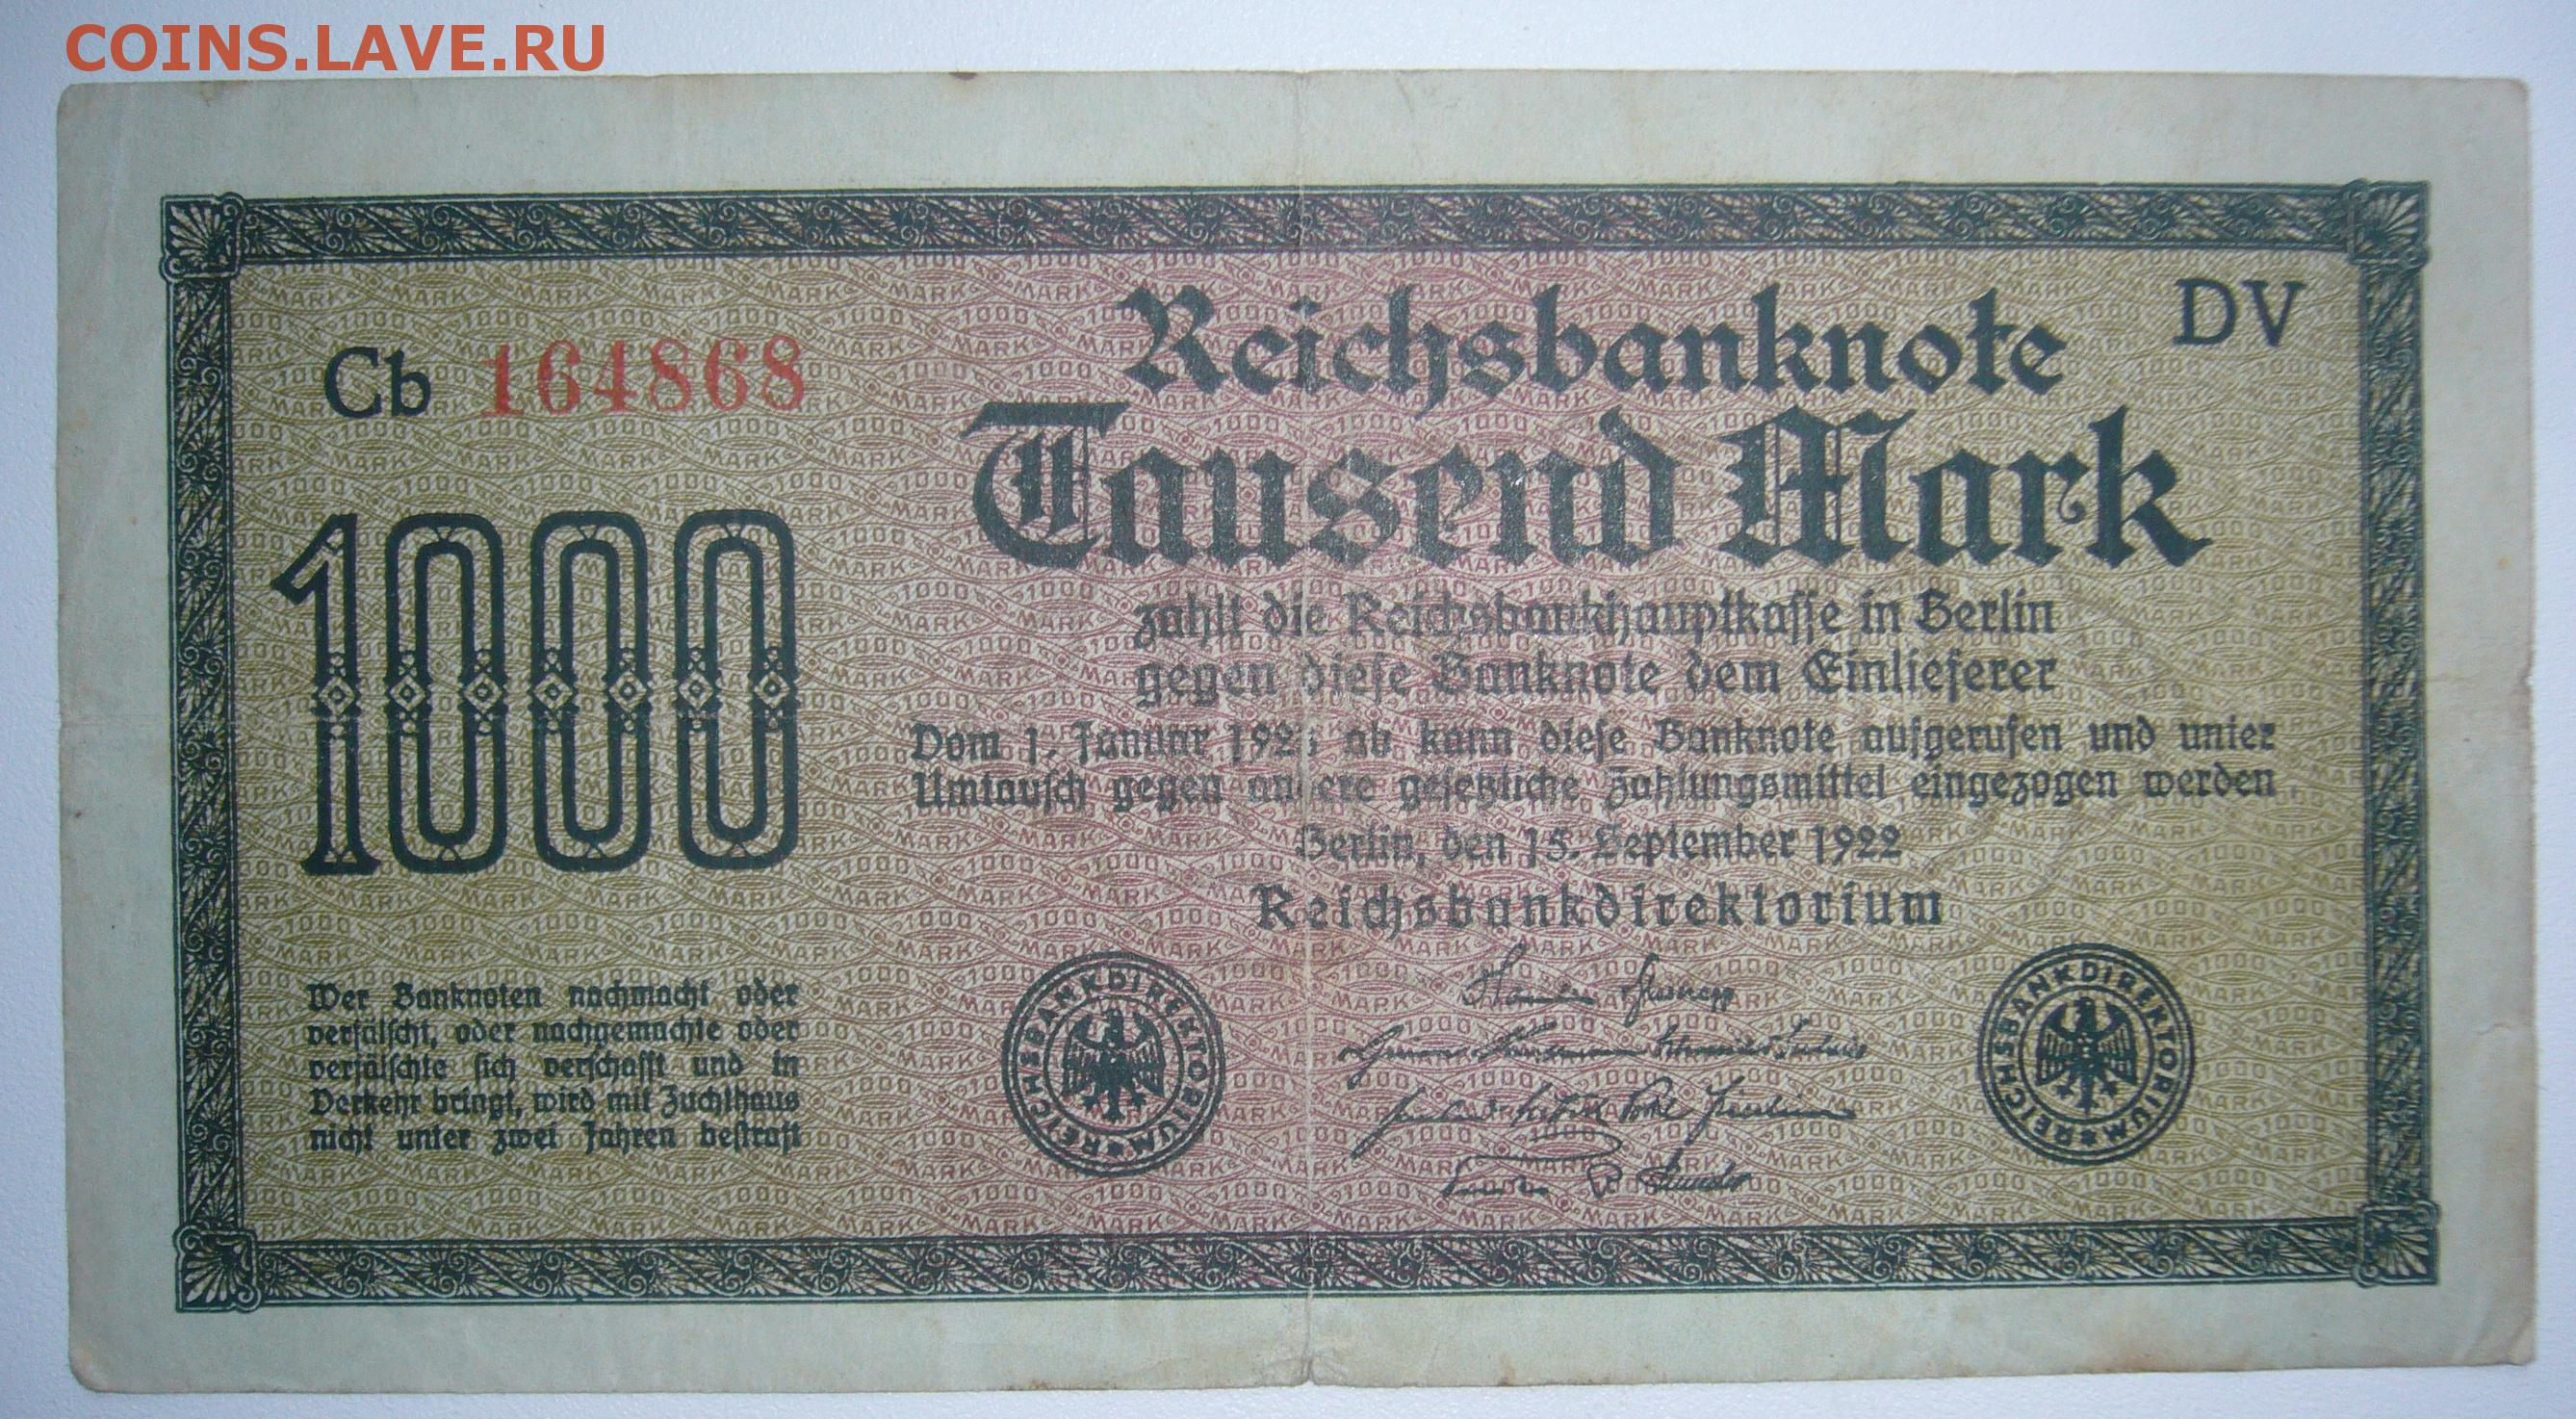 COINS.LAVE.RU
Reichsbanknote
DV
Cb 164868
Tausend Mark
1000
zahlt die Reichsbankhauptkasse in Berlin
gegen diese Banknote dem Einlieferer
Vom 1. Januar 1923 ab kann diese Banknote aufgerufen und unter
Umtausch gegen andere gesetzliche Zahlungsmittel eingezogen werden
Berlin, den 15. September 1922
Reichsbankdirektorium
Wer Banknoten nachmacht oder
verfälscht, oder nachgemachte oder
verfälschte sich verschafft und in
Verkehr bringt, wird mit Zuchthaus
nicht unter zwei Jahren bestraft
REICHSBANKDIREKTORIUM
REICHSBANKDIREKTORIUM